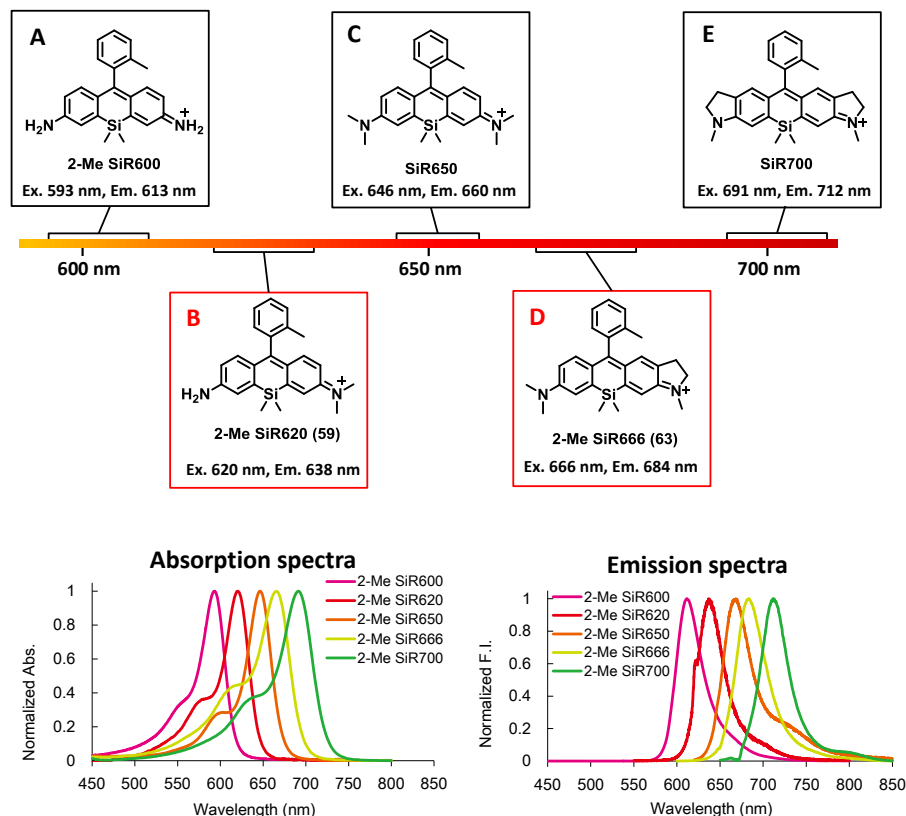 A
H₂N
Si
NH₂
+
2-Me SiR600
Ex. 593 nm, Em. 613 nm
C
N
Si
N
+
SiR650
Ex. 646 nm, Em. 660 nm
E
N
Si
N
+
SiR700
Ex. 691 nm, Em. 712 nm
600 nm
650 nm
700 nm
B
H₂N
Si
N
+
2-Me SiR620 (59)
Ex. 620 nm, Em. 638 nm
D
N
Si
N
+
2-Me SiR666 (63)
Ex. 666 nm, Em. 684 nm
Absorption spectra
2-Me SiR600
2-Me SiR620
2-Me SiR650
2-Me SiR666
2-Me SiR700
Normalized Abs.
1
0.8
0.6
0.4
0.2
0
450 500 550 600 650 700 750 800
Wavelength (nm)
Emission spectra
2-Me SiR600
2-Me SiR620
2-Me SiR650
2-Me SiR666
2-Me SiR700
Normalized F.I.
1
0.8
0.6
0.4
0.2
0
450 500 550 600 650 700 750 800 850
Wavelength (nm)